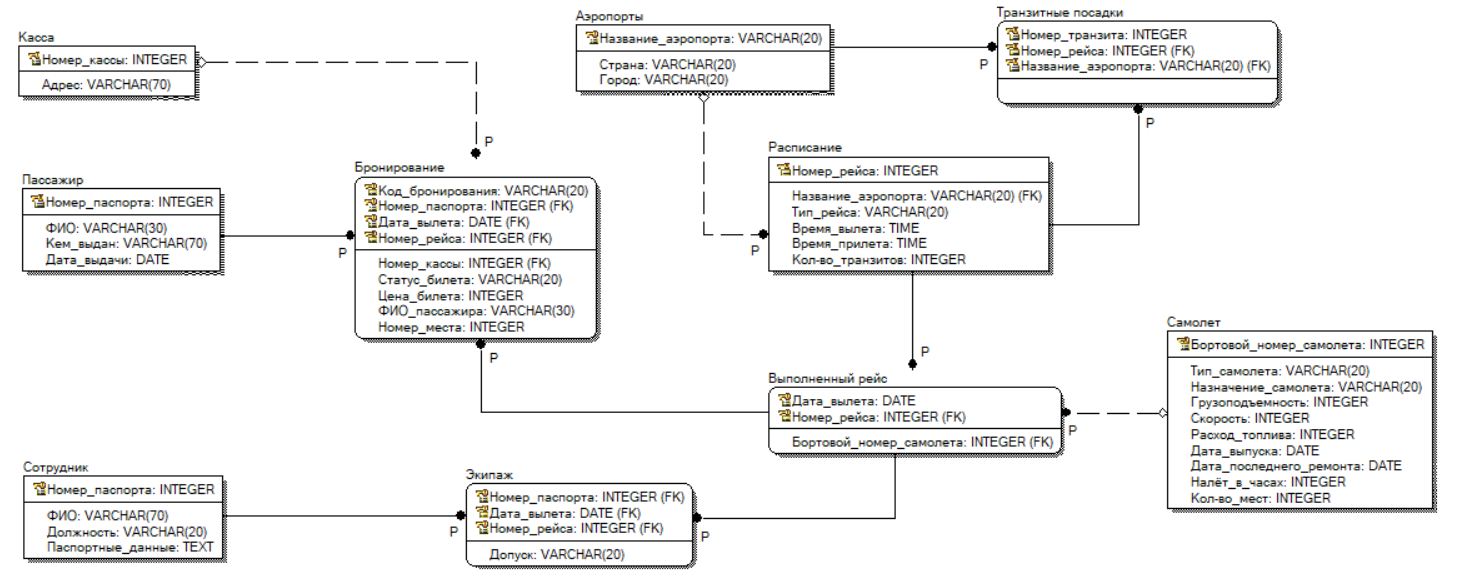 Касса
Номер_кассы: INTEGER
Адрес: VARCHAR(70)
P
Аэропорты
Название_аэропорта: VARCHAR(20)
Страна: VARCHAR(20)
Город: VARCHAR(20)
P
Транзитные посадки
Номер_транзита: INTEGER
Номер_рейса: INTEGER (FK)
Название_аэропорта: VARCHAR(20) (FK)
P
Пассажир
Номер_паспорта: INTEGER
ФИО: VARCHAR(30)
Кем_выдан: VARCHAR(70)
Дата_выдачи: DATE
P
Бронирование
Код_бронирования: VARCHAR(20)
Номер_паспорта: INTEGER (FK)
Дата_вылета: DATE (FK)
Номер_рейса: INTEGER (FK)
Номер_кассы: INTEGER (FK)
Статус_билета: VARCHAR(20)
Цена_билета: INTEGER
ФИО_пассажира: VARCHAR(30)
Номер_места: INTEGER
P
Расписание
Номер_рейса: INTEGER
Название_аэропорта: VARCHAR(20) (FK)
Тип_рейса: VARCHAR(20)
Время_вылета: TIME
Время_прилета: TIME
Кол-во_транзитов: INTEGER
P
P
Выполненный рейс
Дата_вылета: DATE
Номер_рейса: INTEGER (FK)
Бортовой_номер_самолета: INTEGER (FK)
P
Самолет
Бортовой_номер_самолета: INTEGER
Тип_самолета: VARCHAR(20)
Назначение_самолета: VARCHAR(20)
Грузоподъемность: INTEGER
Скорость: INTEGER
Расход_топлива: INTEGER
Дата_выпуска: DATE
Дата_последнего_ремонта: DATE
Налёт_в_часах: INTEGER
Кол-во_мест: INTEGER
Сотрудник
Номер_паспорта: INTEGER
ФИО: VARCHAR(70)
Должность: VARCHAR(20)
Паспортные_данные: TEXT
P
Экипаж
Номер_паспорта: INTEGER (FK)
Дата_вылета: DATE (FK)
Номер_рейса: INTEGER (FK)
Допуск: VARCHAR(20)
P